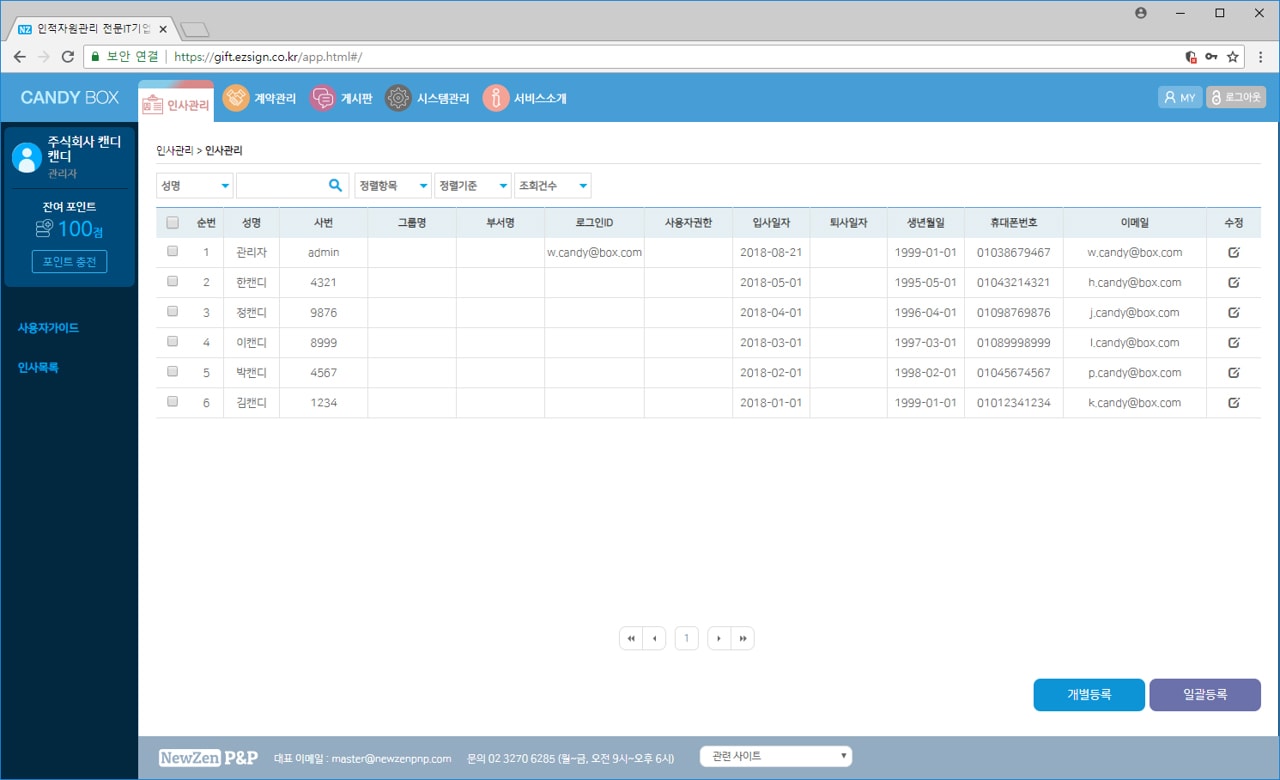 NZ 인적자원관리 전문IT기업
보안 연결 https://gift.ezsign.co.kr/app.html#/
CANDY BOX 인사관리 계약관리 게시판 시스템관리 서비스소개 MY 로그아웃
주식회사 캔디
캔디
관리자
잔여 포인트
100점
포인트 충전
사용자가이드
인사목록
인사관리 > 인사관리
성명 정렬항목 정렬기준 조회건수
순번 성명 사번 그룹명 부서명 로그인ID 사용자권한 입사일자 퇴사일자 생년월일 휴대폰번호 이메일 수정
1 관리자 admin w.candy@box.com 2018-08-21 1999-01-01 01038679467 w.candy@box.com
2 한캔디 4321 2018-05-01 1995-05-01 01043214321 h.candy@box.com
3 정캔디 9876 2018-04-01 1996-04-01 01098769876 j.candy@box.com
4 이캔디 8999 2018-03-01 1997-03-01 01089998999 l.candy@box.com
5 박캔디 4567 2018-02-01 1998-02-01 01045674567 p.candy@box.com
6 김캔디 1234 2018-01-01 1999-01-01 01012341234 k.candy@box.com
1
개별등록 일괄등록
NewZen P&P 대표 이메일 : master@newzenpnp.com 문의 02 3270 6285 (월~금, 오전 9시~오후 6시) 관련 사이트